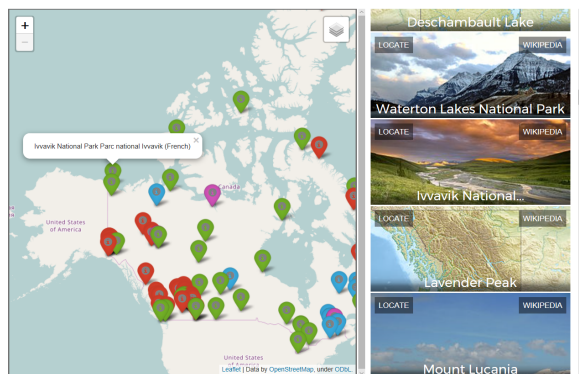 +
−
Ivvavik National Park Parc national Ivvavik (French)
×
Canada
United States
of America
United States
of America
Leaflet | Data by OpenStreetMap, under ODbL.
Deschambault Lake
LOCATE
WIKIPEDIA
Waterton Lakes National Park
LOCATE
WIKIPEDIA
Ivvavik National...
LOCATE
WIKIPEDIA
Lavender Peak
LOCATE
WIKIPEDIA
Mount Lucania